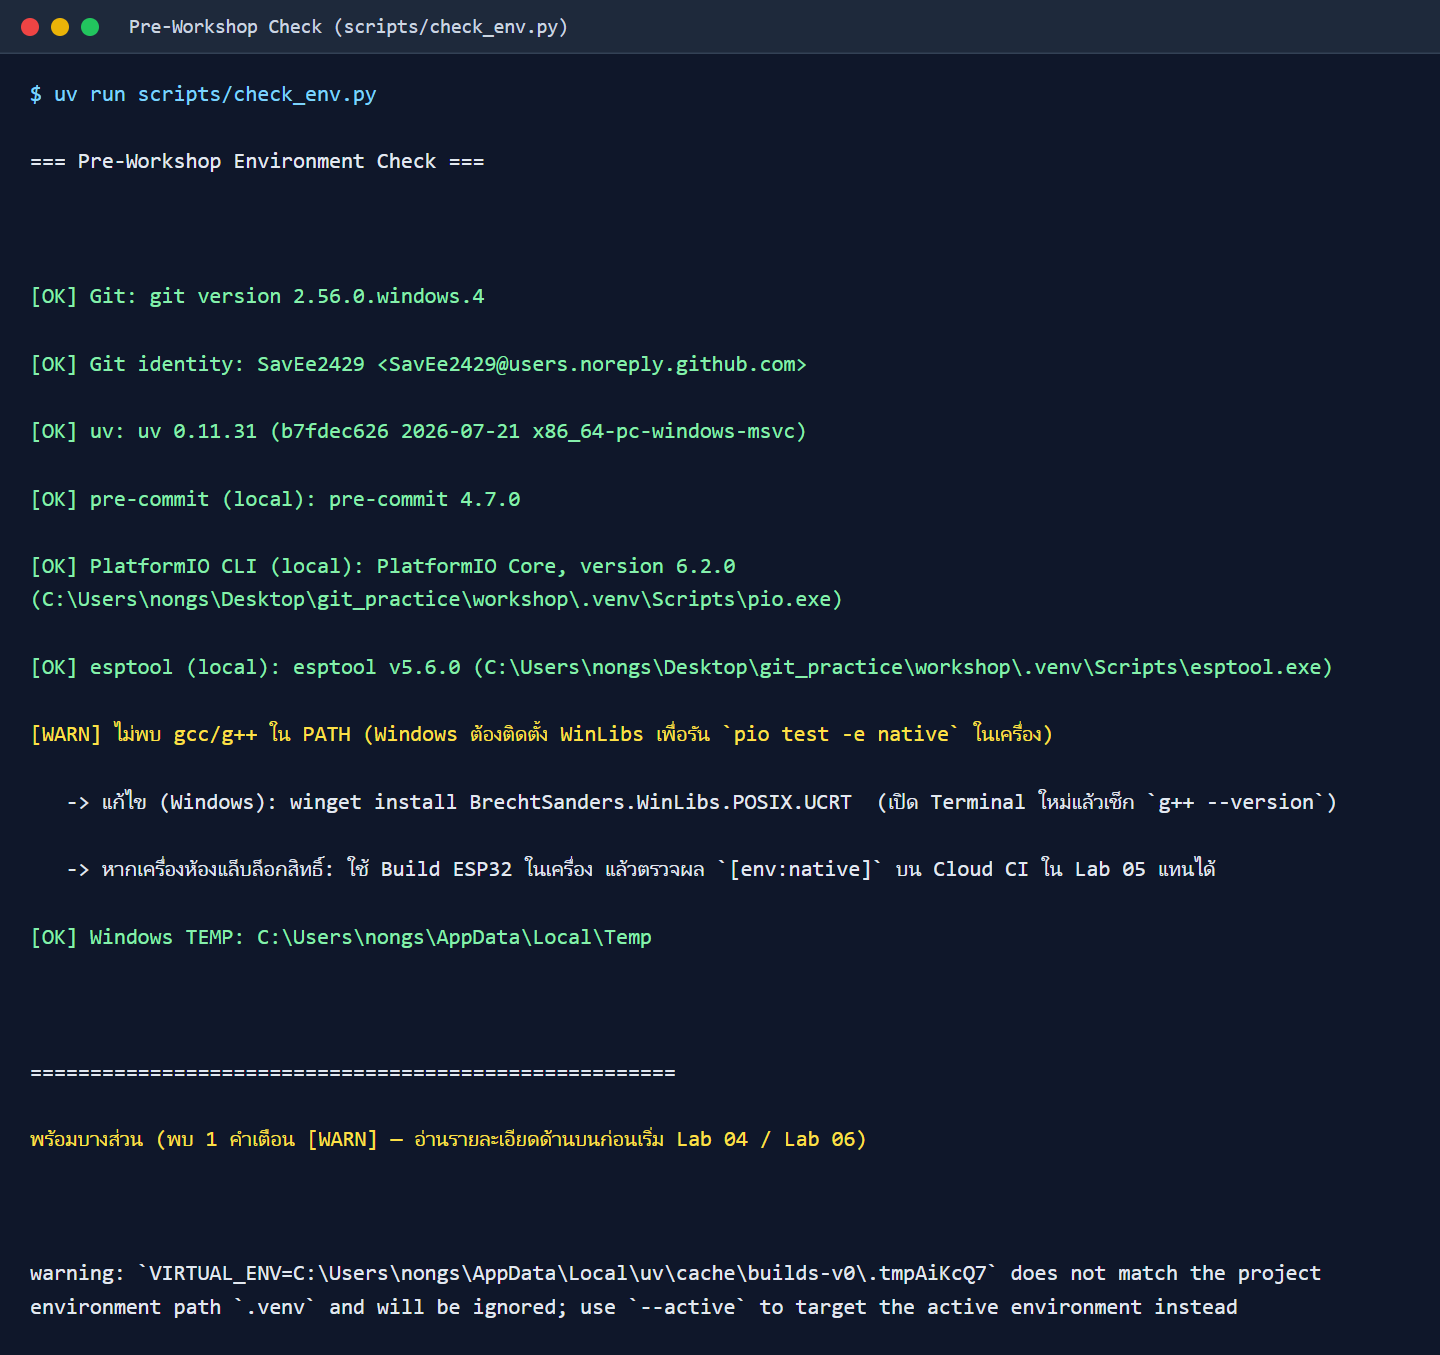 Pre-Workshop Check (scripts/check_env.py)
$ uv run scripts/check_env.py
=== Pre-Workshop Environment Check ===
[OK] Git: git version 2.56.0.windows.4
[OK] Git identity: SavEe2429 <SavEe2429@users.noreply.github.com>
[OK] uv: uv 0.11.31 (b7fdec626 2026-07-21 x86_64-pc-windows-msvc)
[OK] pre-commit (local): pre-commit 4.7.0
[OK] PlatformIO CLI (local): PlatformIO Core, version 6.2.0
(C:\Users\nongs\Desktop\git_practice\workshop\.venv\Scripts\pio.exe)
[OK] esptool (local): esptool v5.6.0 (C:\Users\nongs\Desktop\git_practice\workshop\.venv\Scripts\esptool.exe)
[WARN] ไม่พบ gcc/g++ ใน PATH (Windows ต้องติดตั้ง WinLibs เพื่อรัน `pio test -e native` ในเครื่อง)
-> แก้ไข (Windows): winget install BrechtSanders.WinLibs.POSIX.UCRT  (เปิด Terminal ใหม่แล้วเช็ก `g++ --version`)
-> หากเครื่องห้องแล็บล็อกสิทธิ์: ใช้ Build ESP32 ในเครื่อง แล้วตรวจผล `[env:native]` บน Cloud CI ใน Lab 05 แทนได้
[OK] Windows TEMP: C:\Users\nongs\AppData\Local\Temp
======================================================
พร้อมบางส่วน (พบ 1 คำเตือน [WARN] — อ่านรายละเอียดด้านบนก่อนเริ่ม Lab 04 / Lab 06)
warning: `VIRTUAL_ENV=C:\Users\nongs\AppData\Local\uv\cache\builds-v0\.tmpAiKcQ7` does not match the project
environment path `.venv` and will be ignored; use `--active` to target the active environment instead